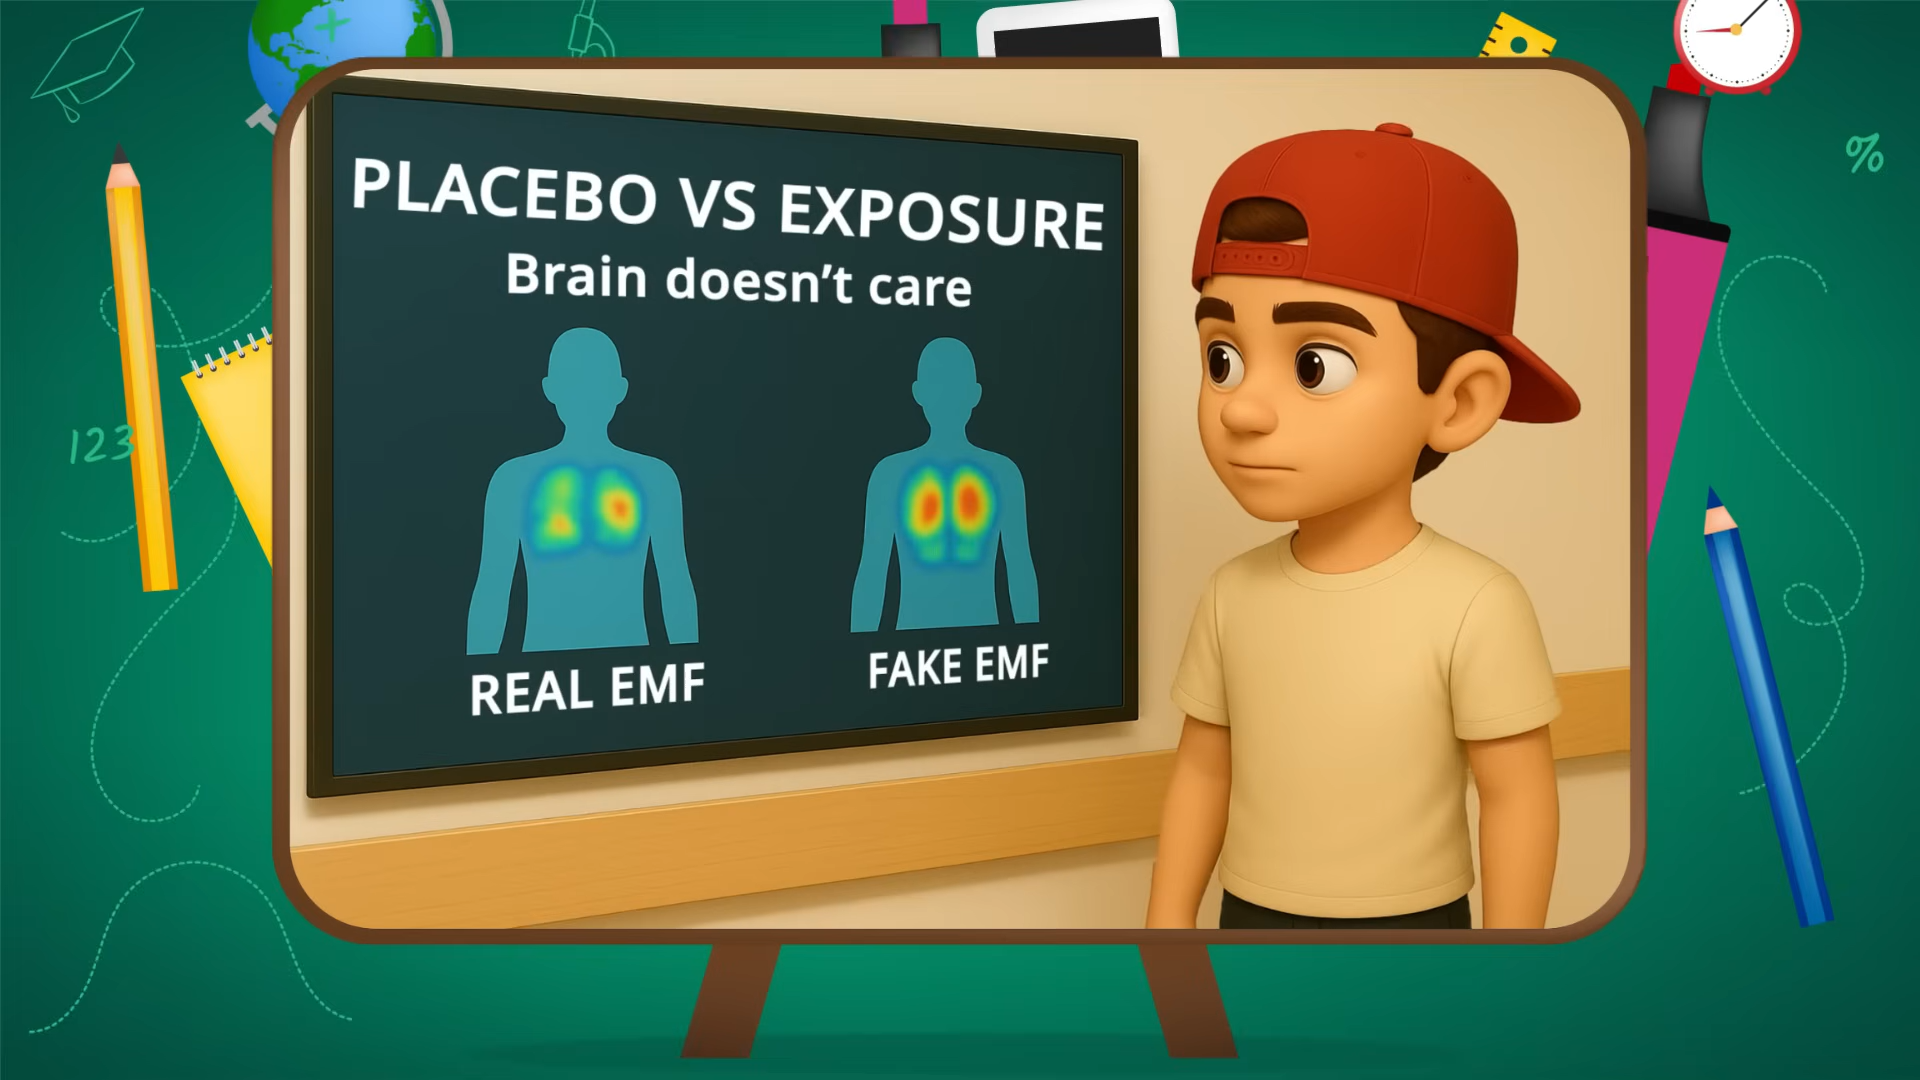 PLACEBO VS EXPOSURE
Brain doesn’t care
REAL EMF
FAKE EMF
123
%